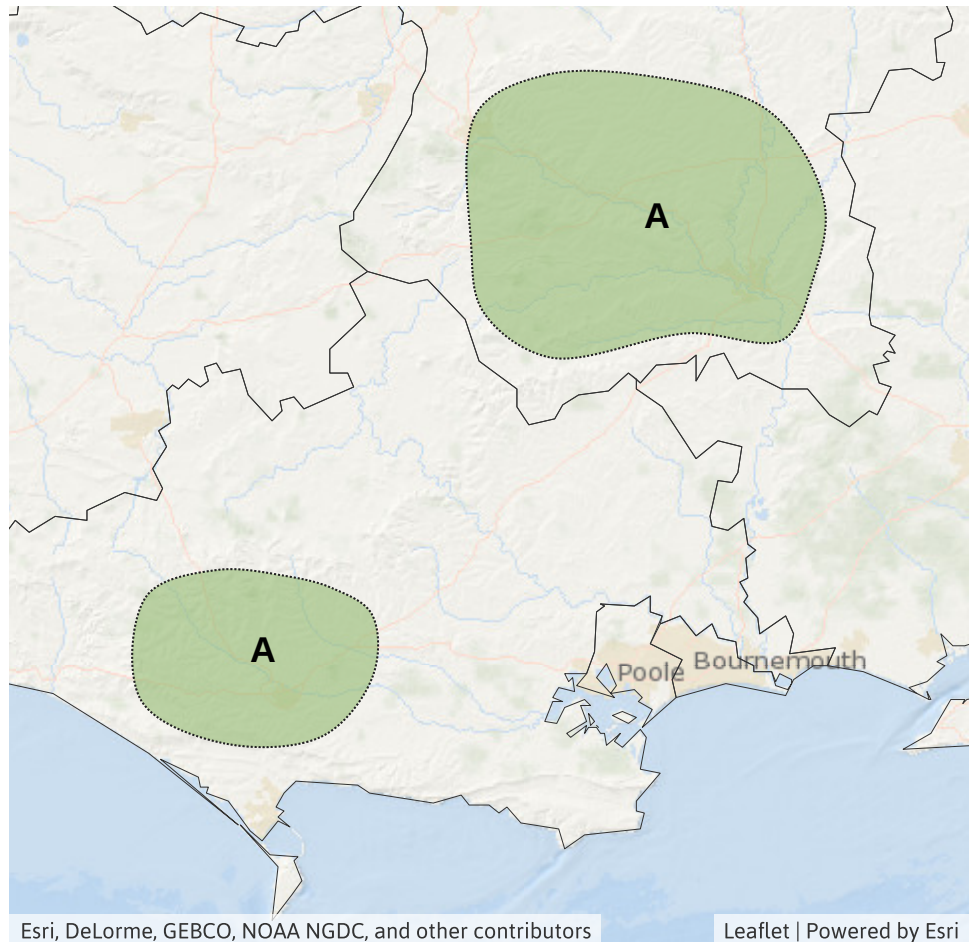 A
A
Poole
Bournemouth
Esri, DeLorme, GEBCO, NOAA NGDC, and other contributors
Leaflet | Powered by Esri